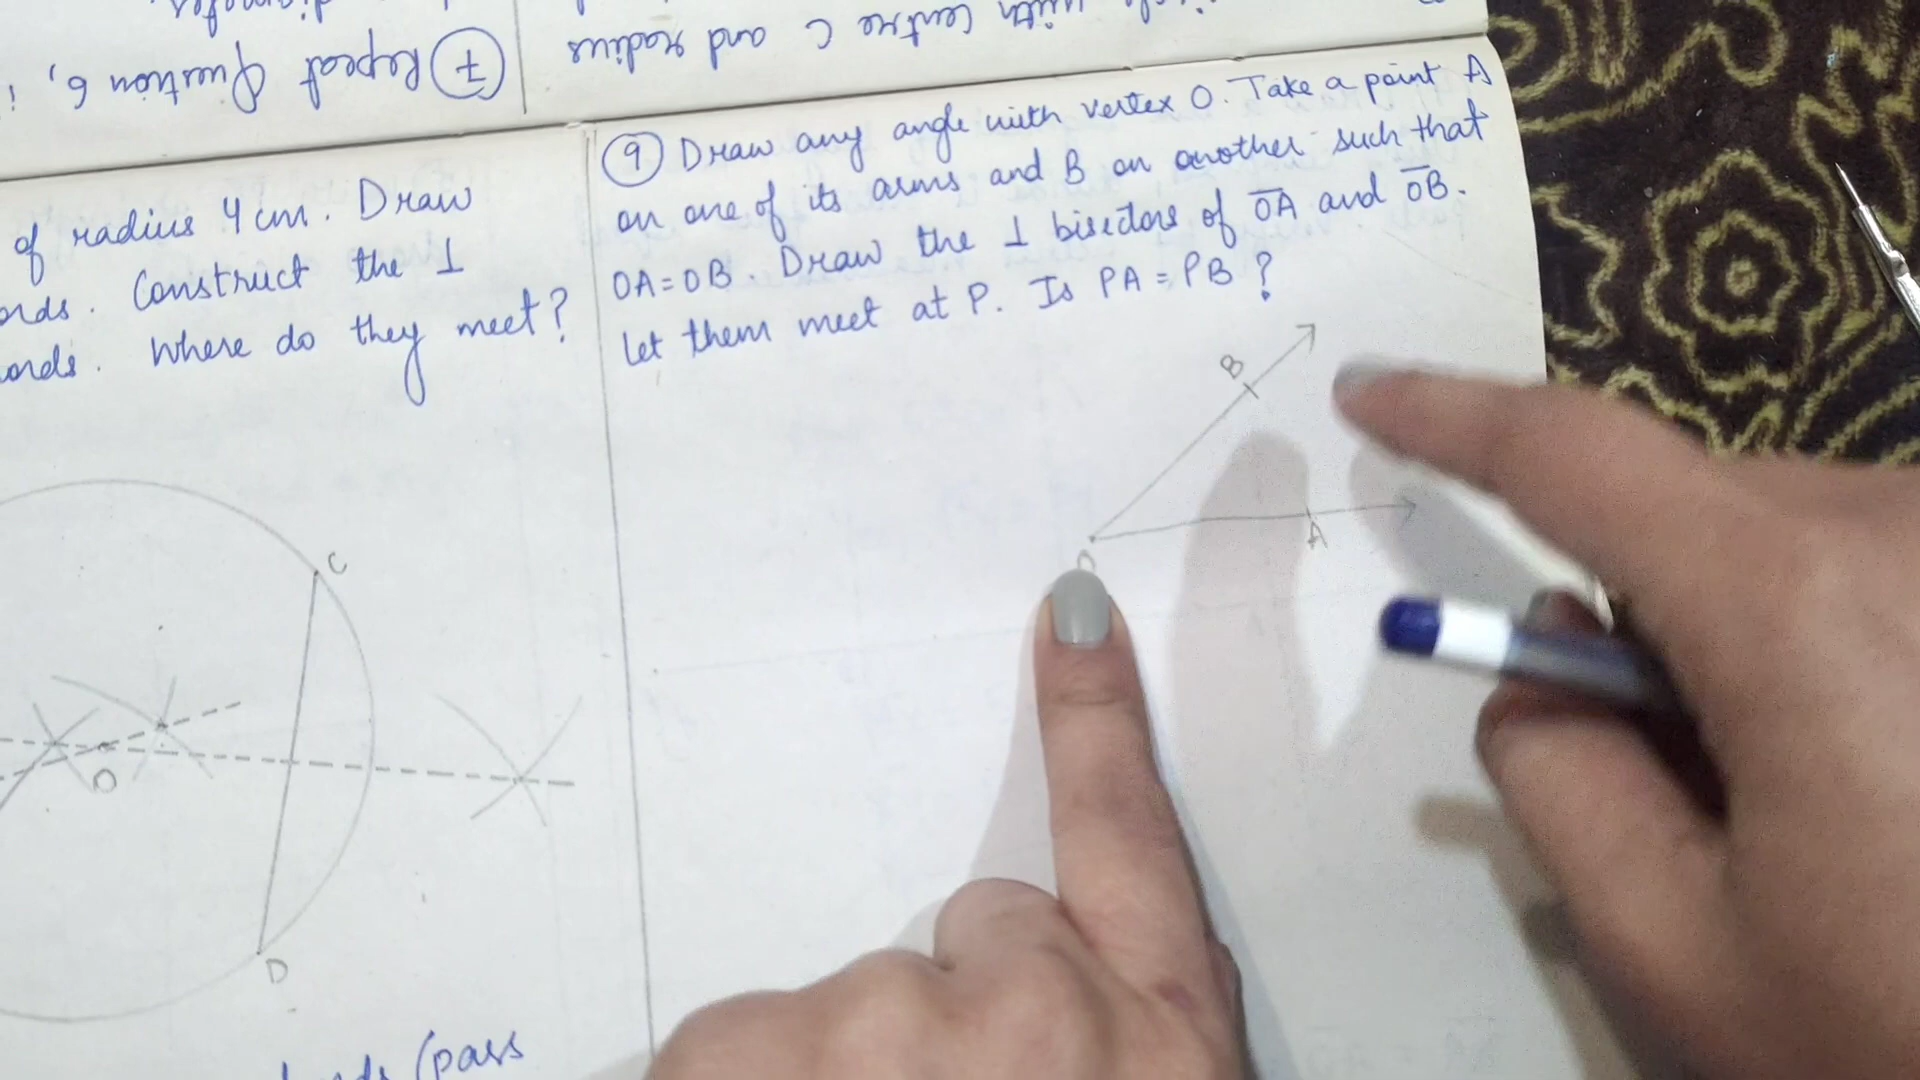 diameter.
⑦ Repeat Question 6,
with centre C and radius
of radius 4 cm. Draw
Construct the ⊥
Where do they meet?
⑨ Draw any angle with vertex O. Take a point A
on one of its arms and B on another such that
OA = OB. Draw the ⊥ bisectors of O̅A̅ and O̅B̅.
Let them meet at P. Is PA = PB ?
B
A
O
C
O
D
(pass